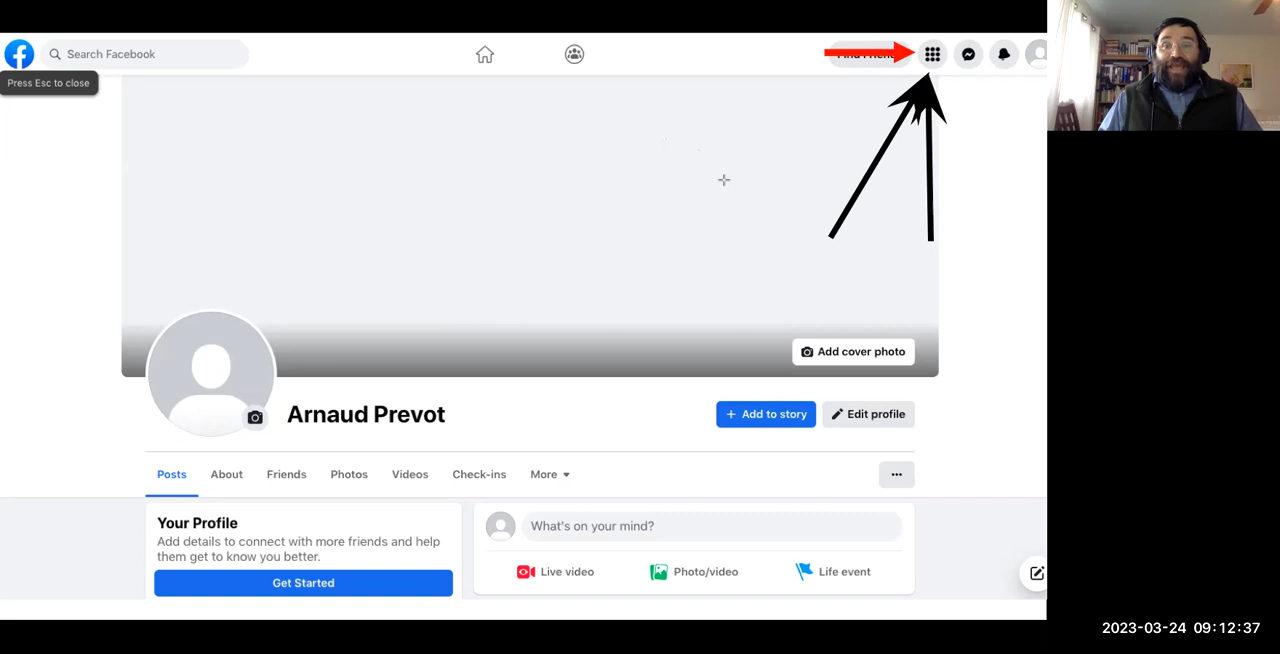 Search Facebook
Find Friends
Press Esc to close
Add cover photo
Arnaud Prevot
+ Add to story
Edit profile
Posts
About
Friends
Photos
Videos
Check-ins
More
Your Profile
Add details to connect with more friends and help
them get to know you better.
Get Started
What's on your mind?
Live video
Photo/video
Life event
2023-03-24 09:12:37